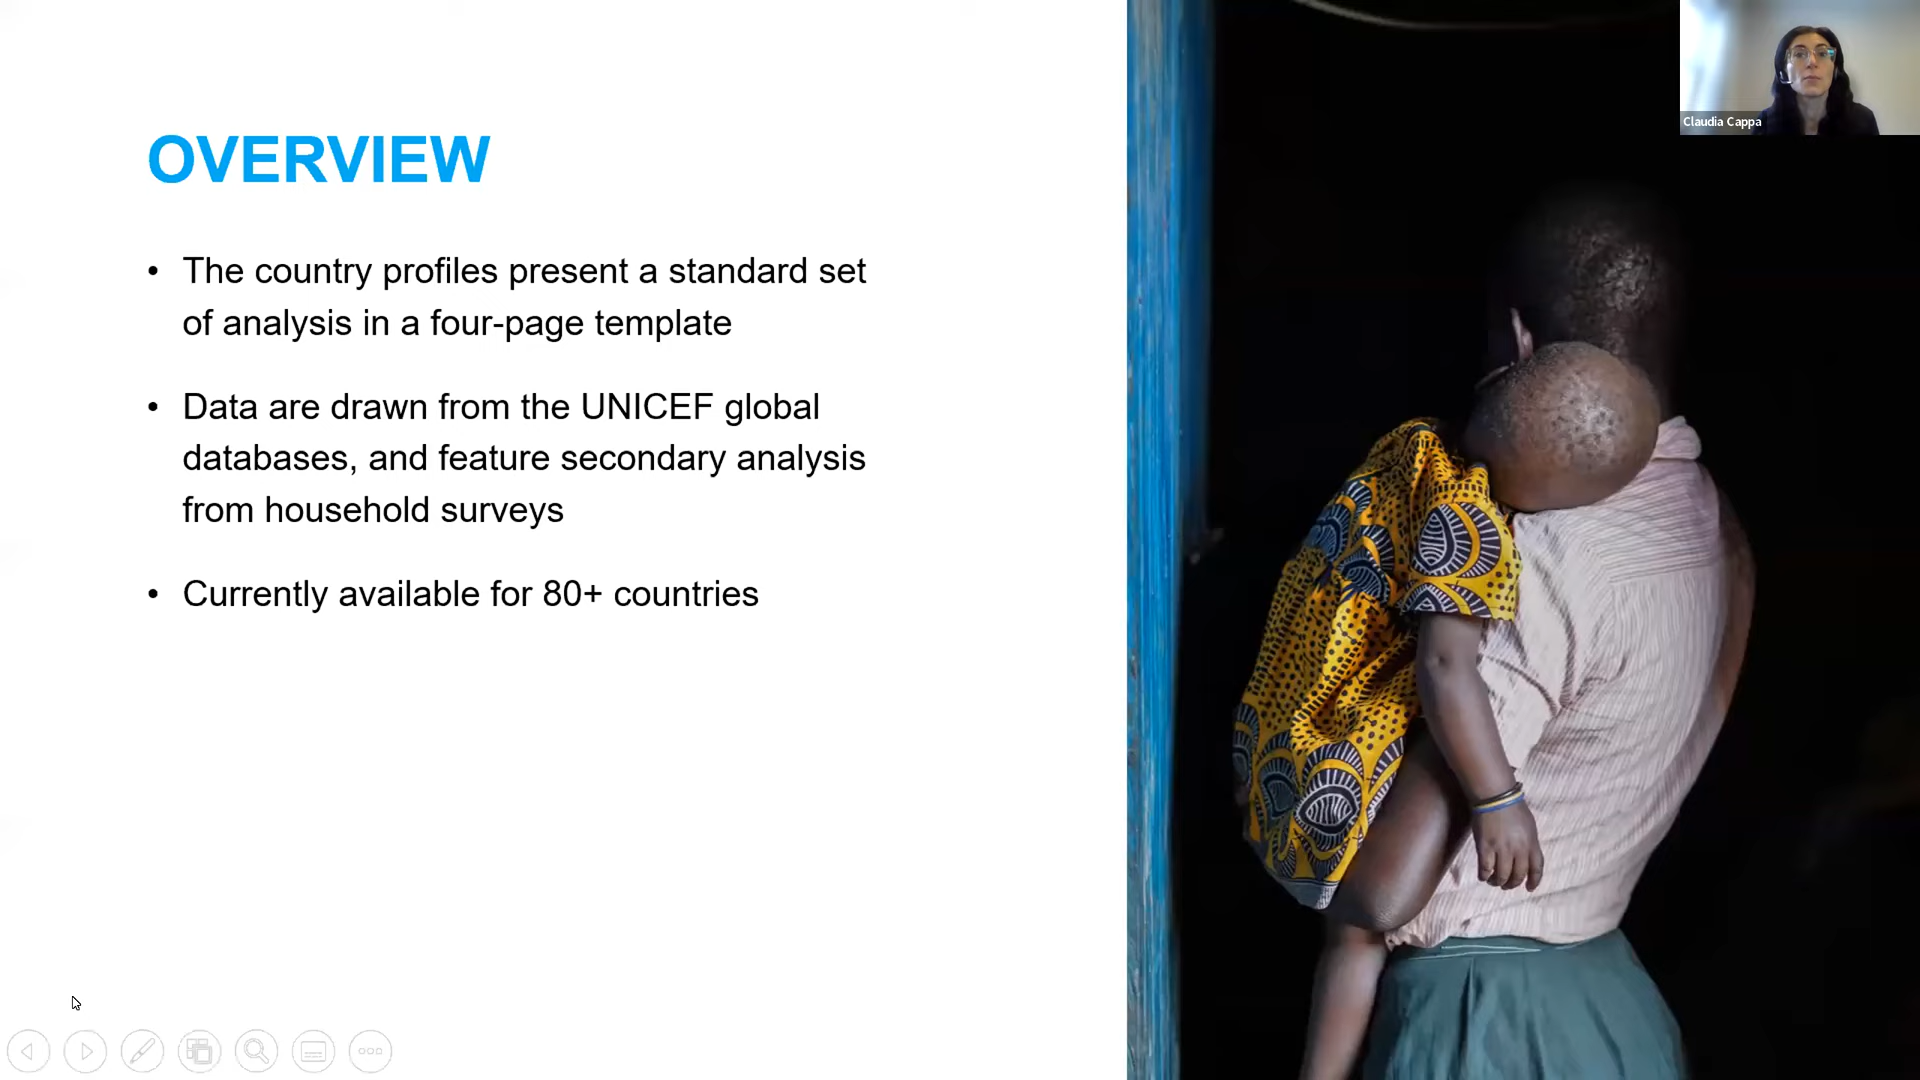 OVERVIEW
• The country profiles present a standard set
of analysis in a four-page template
• Data are drawn from the UNICEF global
databases, and feature secondary analysis
from household surveys
• Currently available for 80+ countries
Claudia Cappa